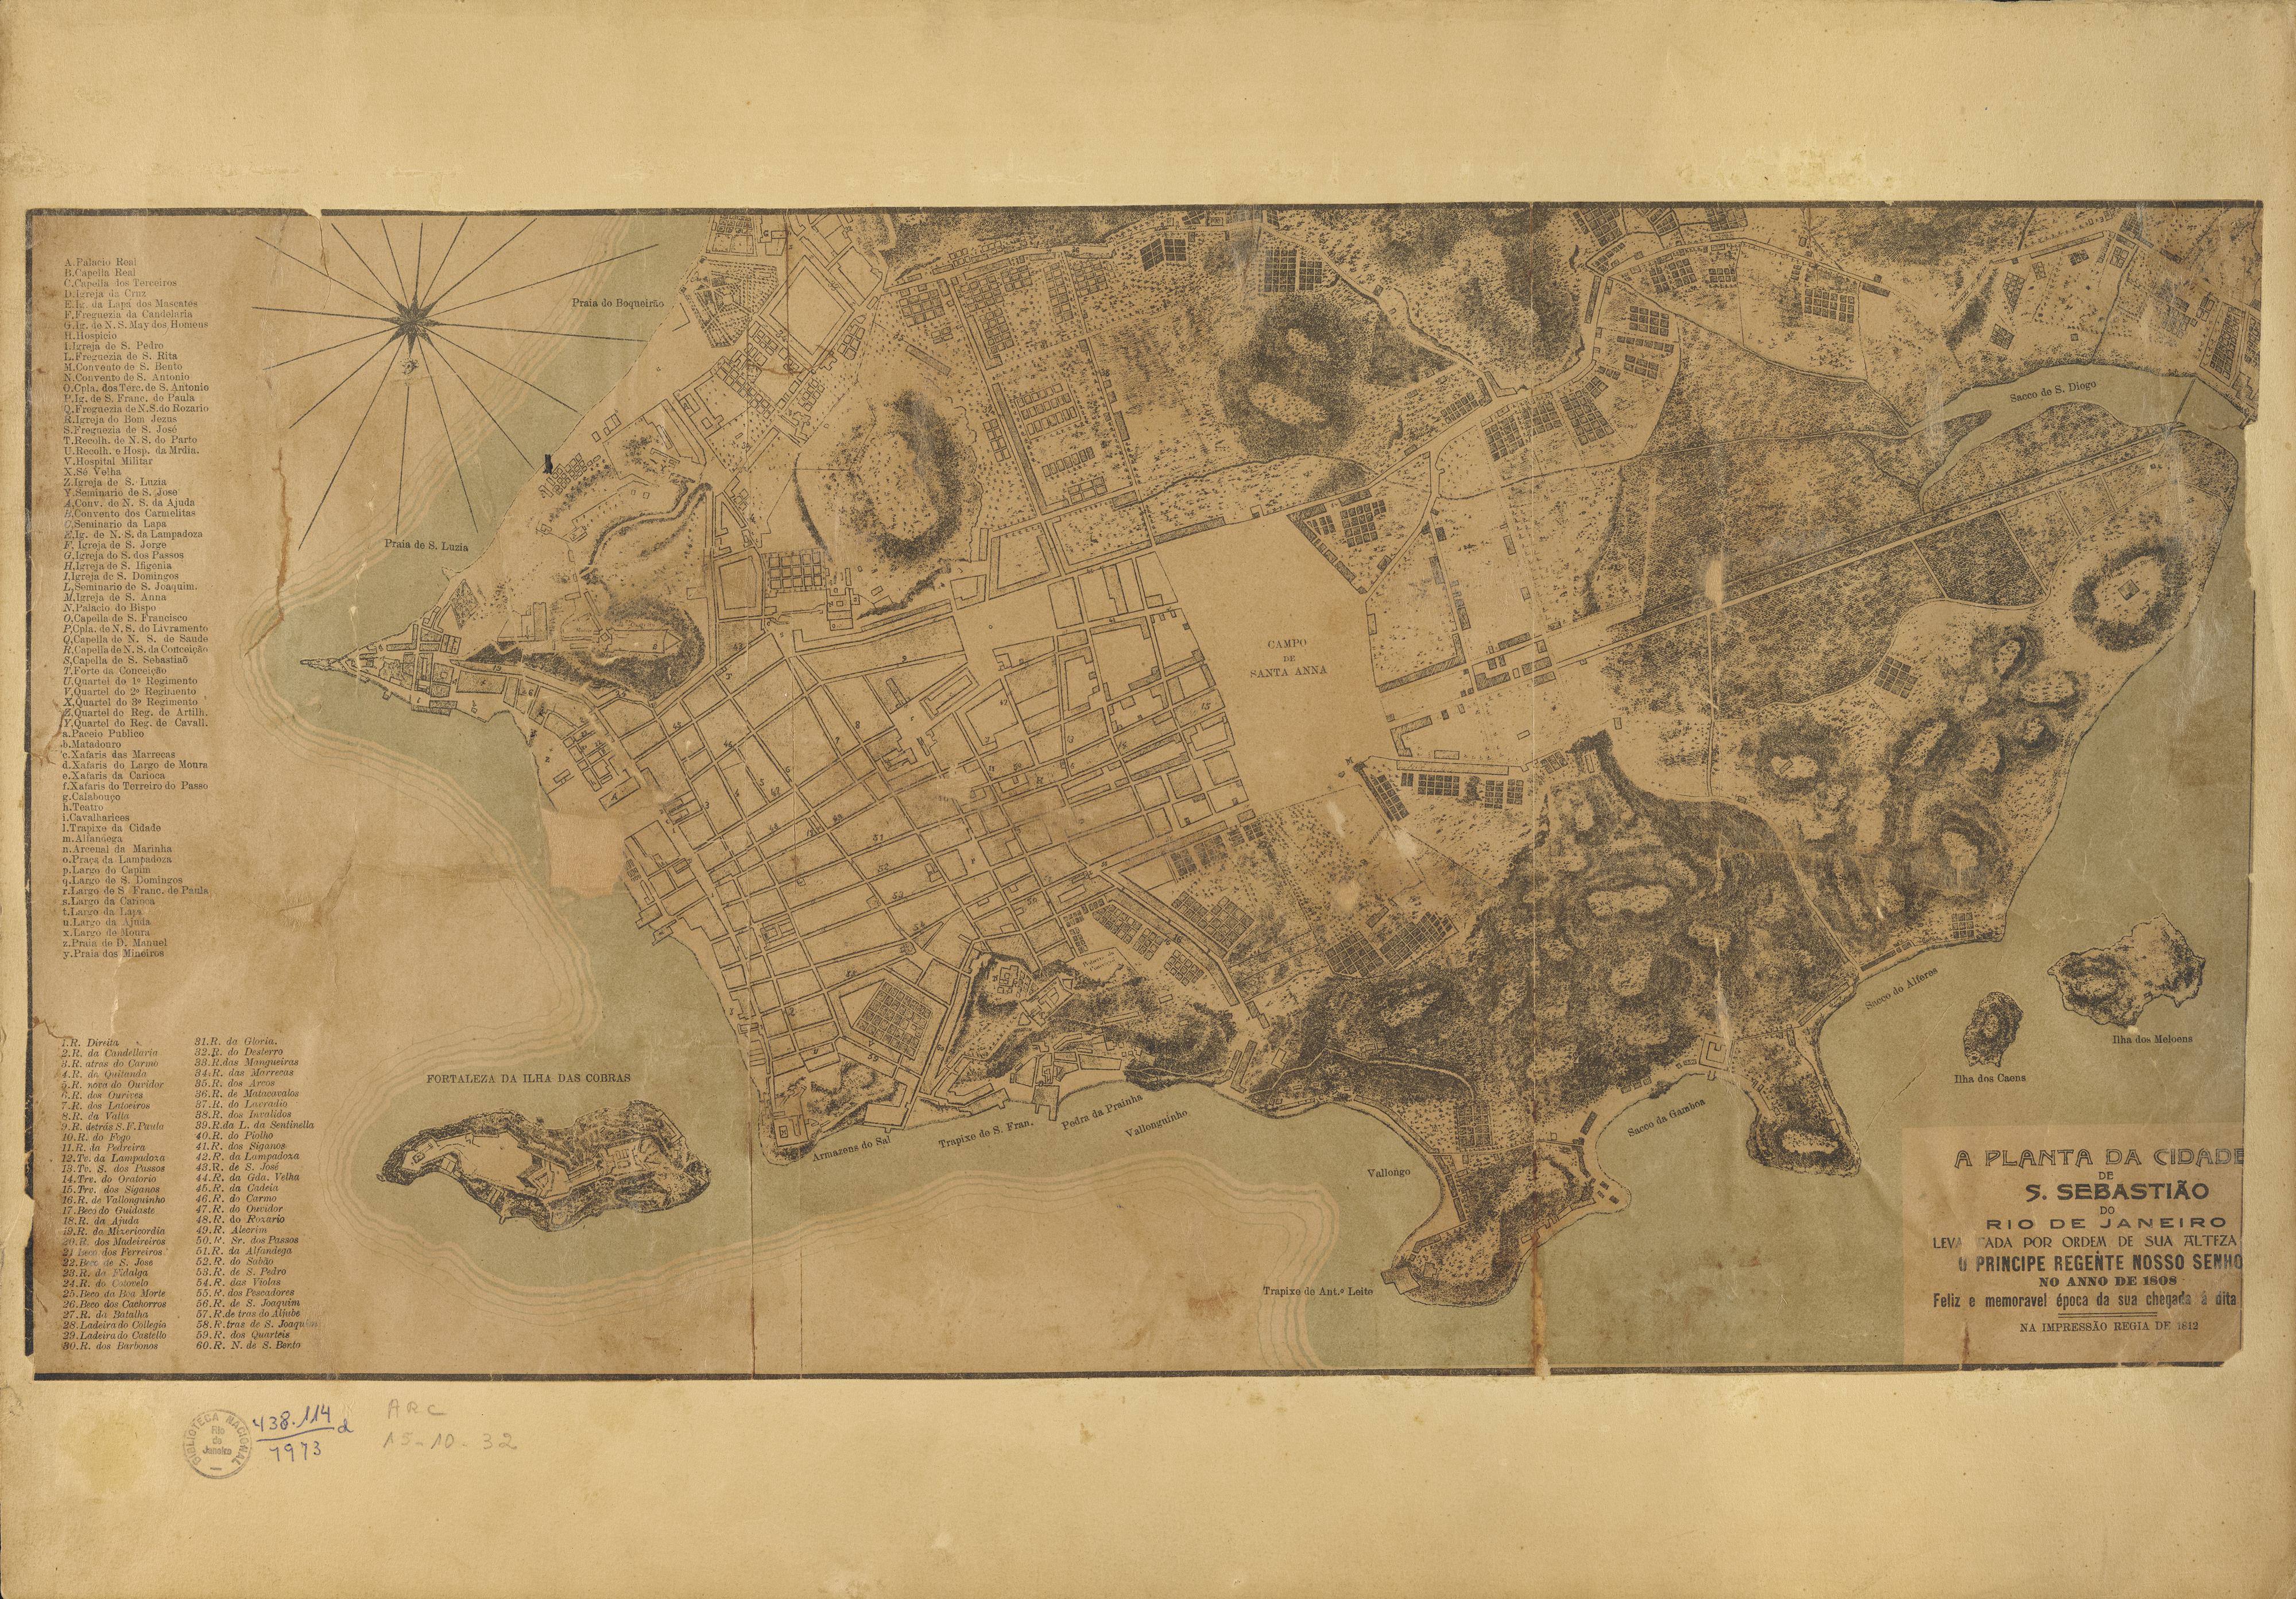 A.Palacio Real
B.Capella Real
C.Capella dos Terceiros
D.Igreja da Cruz
E.Ig. da Lapa dos Mascates
F.Freguezia da Candelaria
G.Ig. de N. S. May dos Homens
H.Hospicio
I.Igreja de S. Pedro
L.Freguezia de S. Rita
M.Convento de S. Bento
N.Convento de S. Antonio
O.Cpla. dos Terc. de S. Antonio
P.Ig. de S. Franc. de Paula
Q.Freguezia de N.S. do Rozario
R.Igreja do Bom Jezus
S.Freguezia de S. José
T.Recolh. de N. S. do Parto
U.Recolh. e Hosp. da Mrdia.
V.Hospital Militar
X.Sé Velha
Z.Igreja de S. Luzia
Y.Seminario de S. José
A,Conv. de N. S. da Ajuda
B,Convento dos Carmelitas
C,Seminario da Lapa
E,Ig. de N. S. da Lampadoza
F. Igreja de S. Jorge
G,Igreja do S. dos Passos
H,Igreja de S. Ifigenia
I,Igreja de S. Domingos
L,Seminario de S. Joaquim.
M,Igreja de S. Anna
N,Palacio do Bispo
O,Capella de S. Francisco
P,Cpla. de N. S. do Livramento
Q,Capella de N. S. de Saude
R,Capella de N. S. da Conceição
S,Capella de S. Sebastiaõ
T,Forte da Conceição
U,Quartel do 1º Regimento
V,Quartel do 2º Regimento
X,Quartel do 3º Regimento
Z,Quartel do Reg. de Artilh.
Y,Quartel do Reg. de Cavall.
a.Paceio Publico
b.Matadouro
c.Xafaris das Marrecas
d.Xafaris do Largo de Moura
e.Xafaris da Carioca
f.Xafaris do Terreiro do Passo
g.Calabouço
h.Teatro
i.Cavalharices
l.Trapixe da Cidade
m.Alfandega
n.Arcenal da Marinha
o.Praça da Lampadoza
p.Largo do Capim
q.Largo de S. Domingos
r.Largo de S Franc. de Paula
s.Largo da Carioca
t.Largo da Lapa
u.Largo da Ajuda
x.Largo de Moura
z.Praia de D. Manuel
y.Praia dos Mineiros
1.R. Direita
2.R. da Candellaria
3.R. atras do Carmo
4.R. da Quitanda
5.R. nova do Ouvidor
6.R. dos Ourives
7.R. dos Latoeiros
8.R. da Valla
9.R. detrás S. F. Paula
10.R. do Fogo
11.R. da Pedreira
12.Tv. da Lampadoza
13.Tv. S. dos Passos
14.Trv. do Oratorio
15.Trv. dos Siganos
16.R. de Vallonguinho
17.Beco do Guidaste
18.R. da Ajuda
19.R. da Mizericordia
20.R. dos Madeireiros
21 Beco dos Ferreiros
22.Beco de S. Jose
23.R. da Fidalga
24.R. do Cotovelo
25.Beco da Boa Morte
26.Beco dos Cachorros
27.R. da Batalha
28.Ladeira do Collegio
29.Ladeira do Castello
30.R. dos Barbonos
31.R. da Gloria.
32.R. do Desterro
33.R.das Mangueiras
34.R. das Marrecas
35.R. dos Arcos
36.R. de Matacavalos
37.R. do Lavradio
38.R. dos Invalidos
39.R.da L. da Sentinella
40.R. do Piolho
41.R. dos Siganos
42.R. da Lampadoza
43.R. de S. José
44.R. da Gda. Velha
45.R. da Cadeia
46.R. do Carmo
47.R. do Ouvidor
48.R. do Rozario
49.R. Alecrim
50.R. Sr. dos Passos
51.R. da Alfandega
52.R. do Sabão
53.R. de S. Pedro
54.R. das Violas
55.R. dos Pescadores
56.R. de S. Joaquim
57.R.de tras do Aljube
58.R.tras de S. Joaquim
59.R. dos Quarteis
60.R. N. de S. Bento
Praia do Boqueirão
Praia de S. Luzia
CAMPO
DE
SANTA ANNA
Sacco de S. Diogo
Sacco do Alferes
Ilha dos Meloens
Ilha dos Caens
Sacco da Gamboa
Vallongo
Trapixe de Ant.º Leite
Vallonguinho
Pedra da Prainha
Trapixe de S. Fran.
Armazens do Sal
FORTALEZA DA ILHA DAS COBRAS
A PLANTA DA CIDADE
DE
S. SEBASTIÃO
DO
RIO DE JANEIRO
LEVA TADA POR ORDEM DE SUA ALTEZA
O PRINCIPE REGENTE NOSSO SENHO
NO ANNO DE 1808
Feliz e memoravel época da sua chegada á dita
NA IMPRESSÃO REGIA DE 1812
BIBLIOTECA NACIONAL
Rio
de
Janeiro
438.114
d
1973
ARC
15-10-32